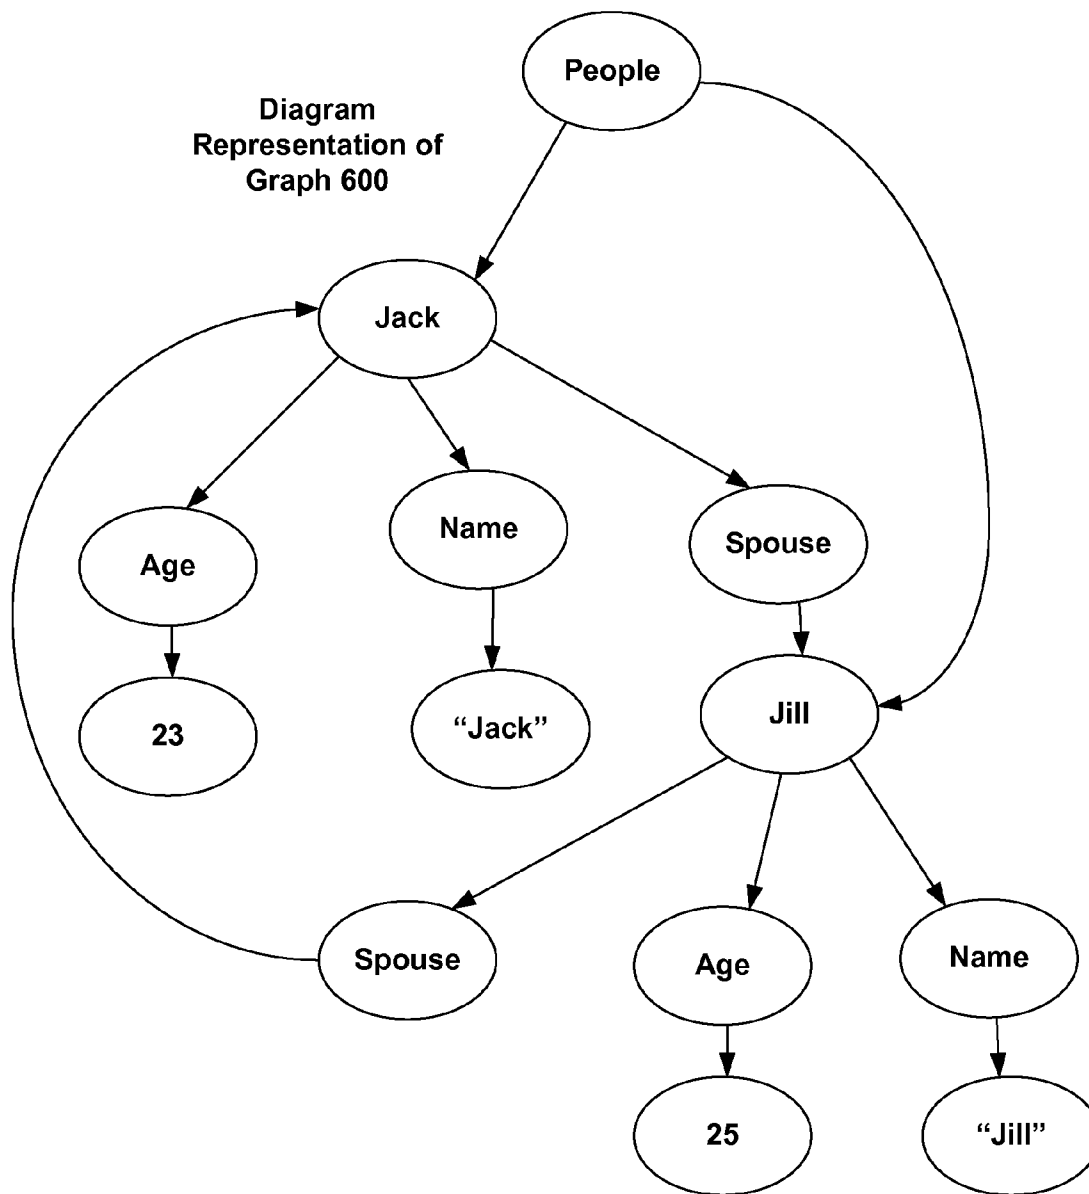 People
Diagram
Representation of
Graph 600
Jack
Age
Name
Spouse
23
“Jack”
Jill
Spouse
Age
Name
25
“Jill”